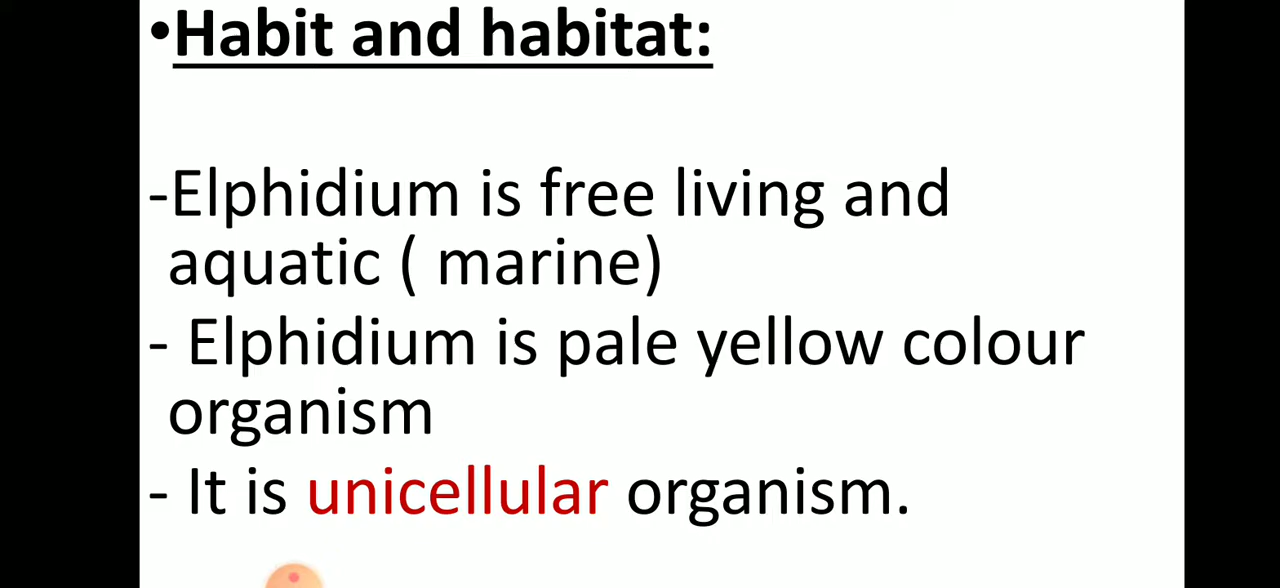 •Habit and habitat:
-Elphidium is free living and
aquatic ( marine)
- Elphidium is pale yellow colour
organism
- It is unicellular organism.